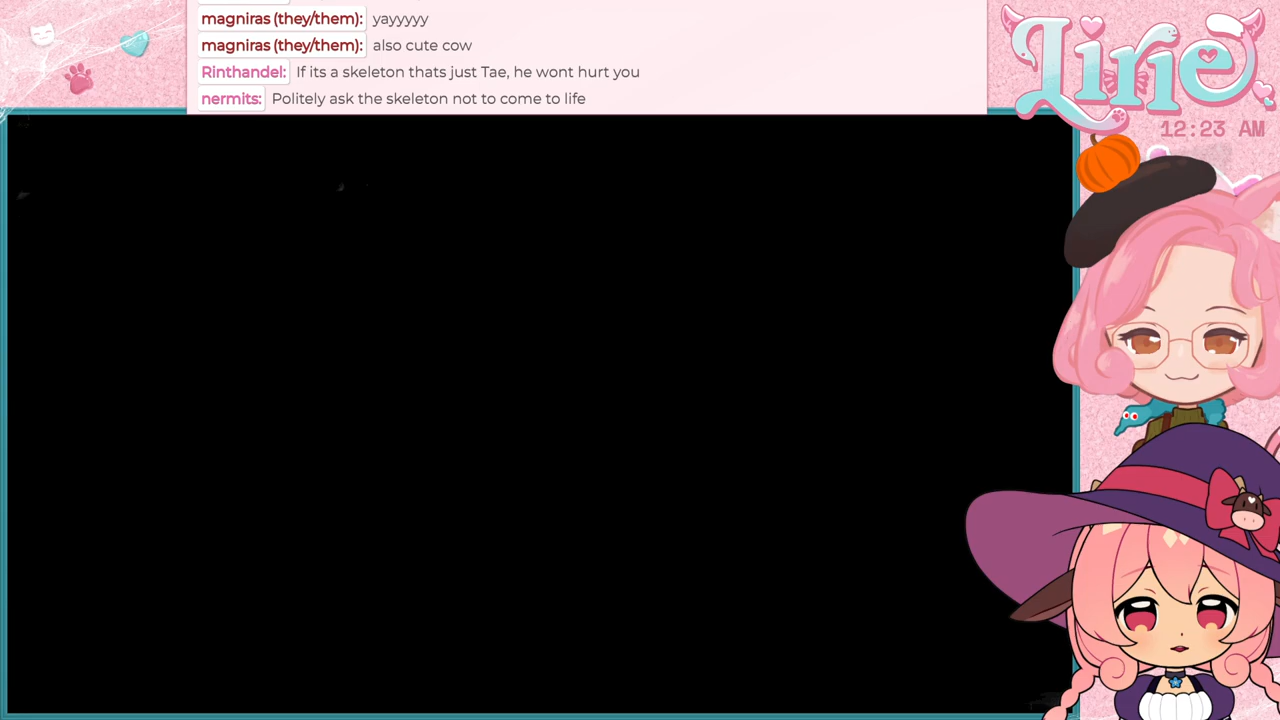 magniras (they/them): yayyyyy
magniras (they/them): also cute cow
Rinthandel: If its a skeleton thats just Tae, he wont hurt you
nermits: Politely ask the skeleton not to come to life
Lirie
12:23 AM